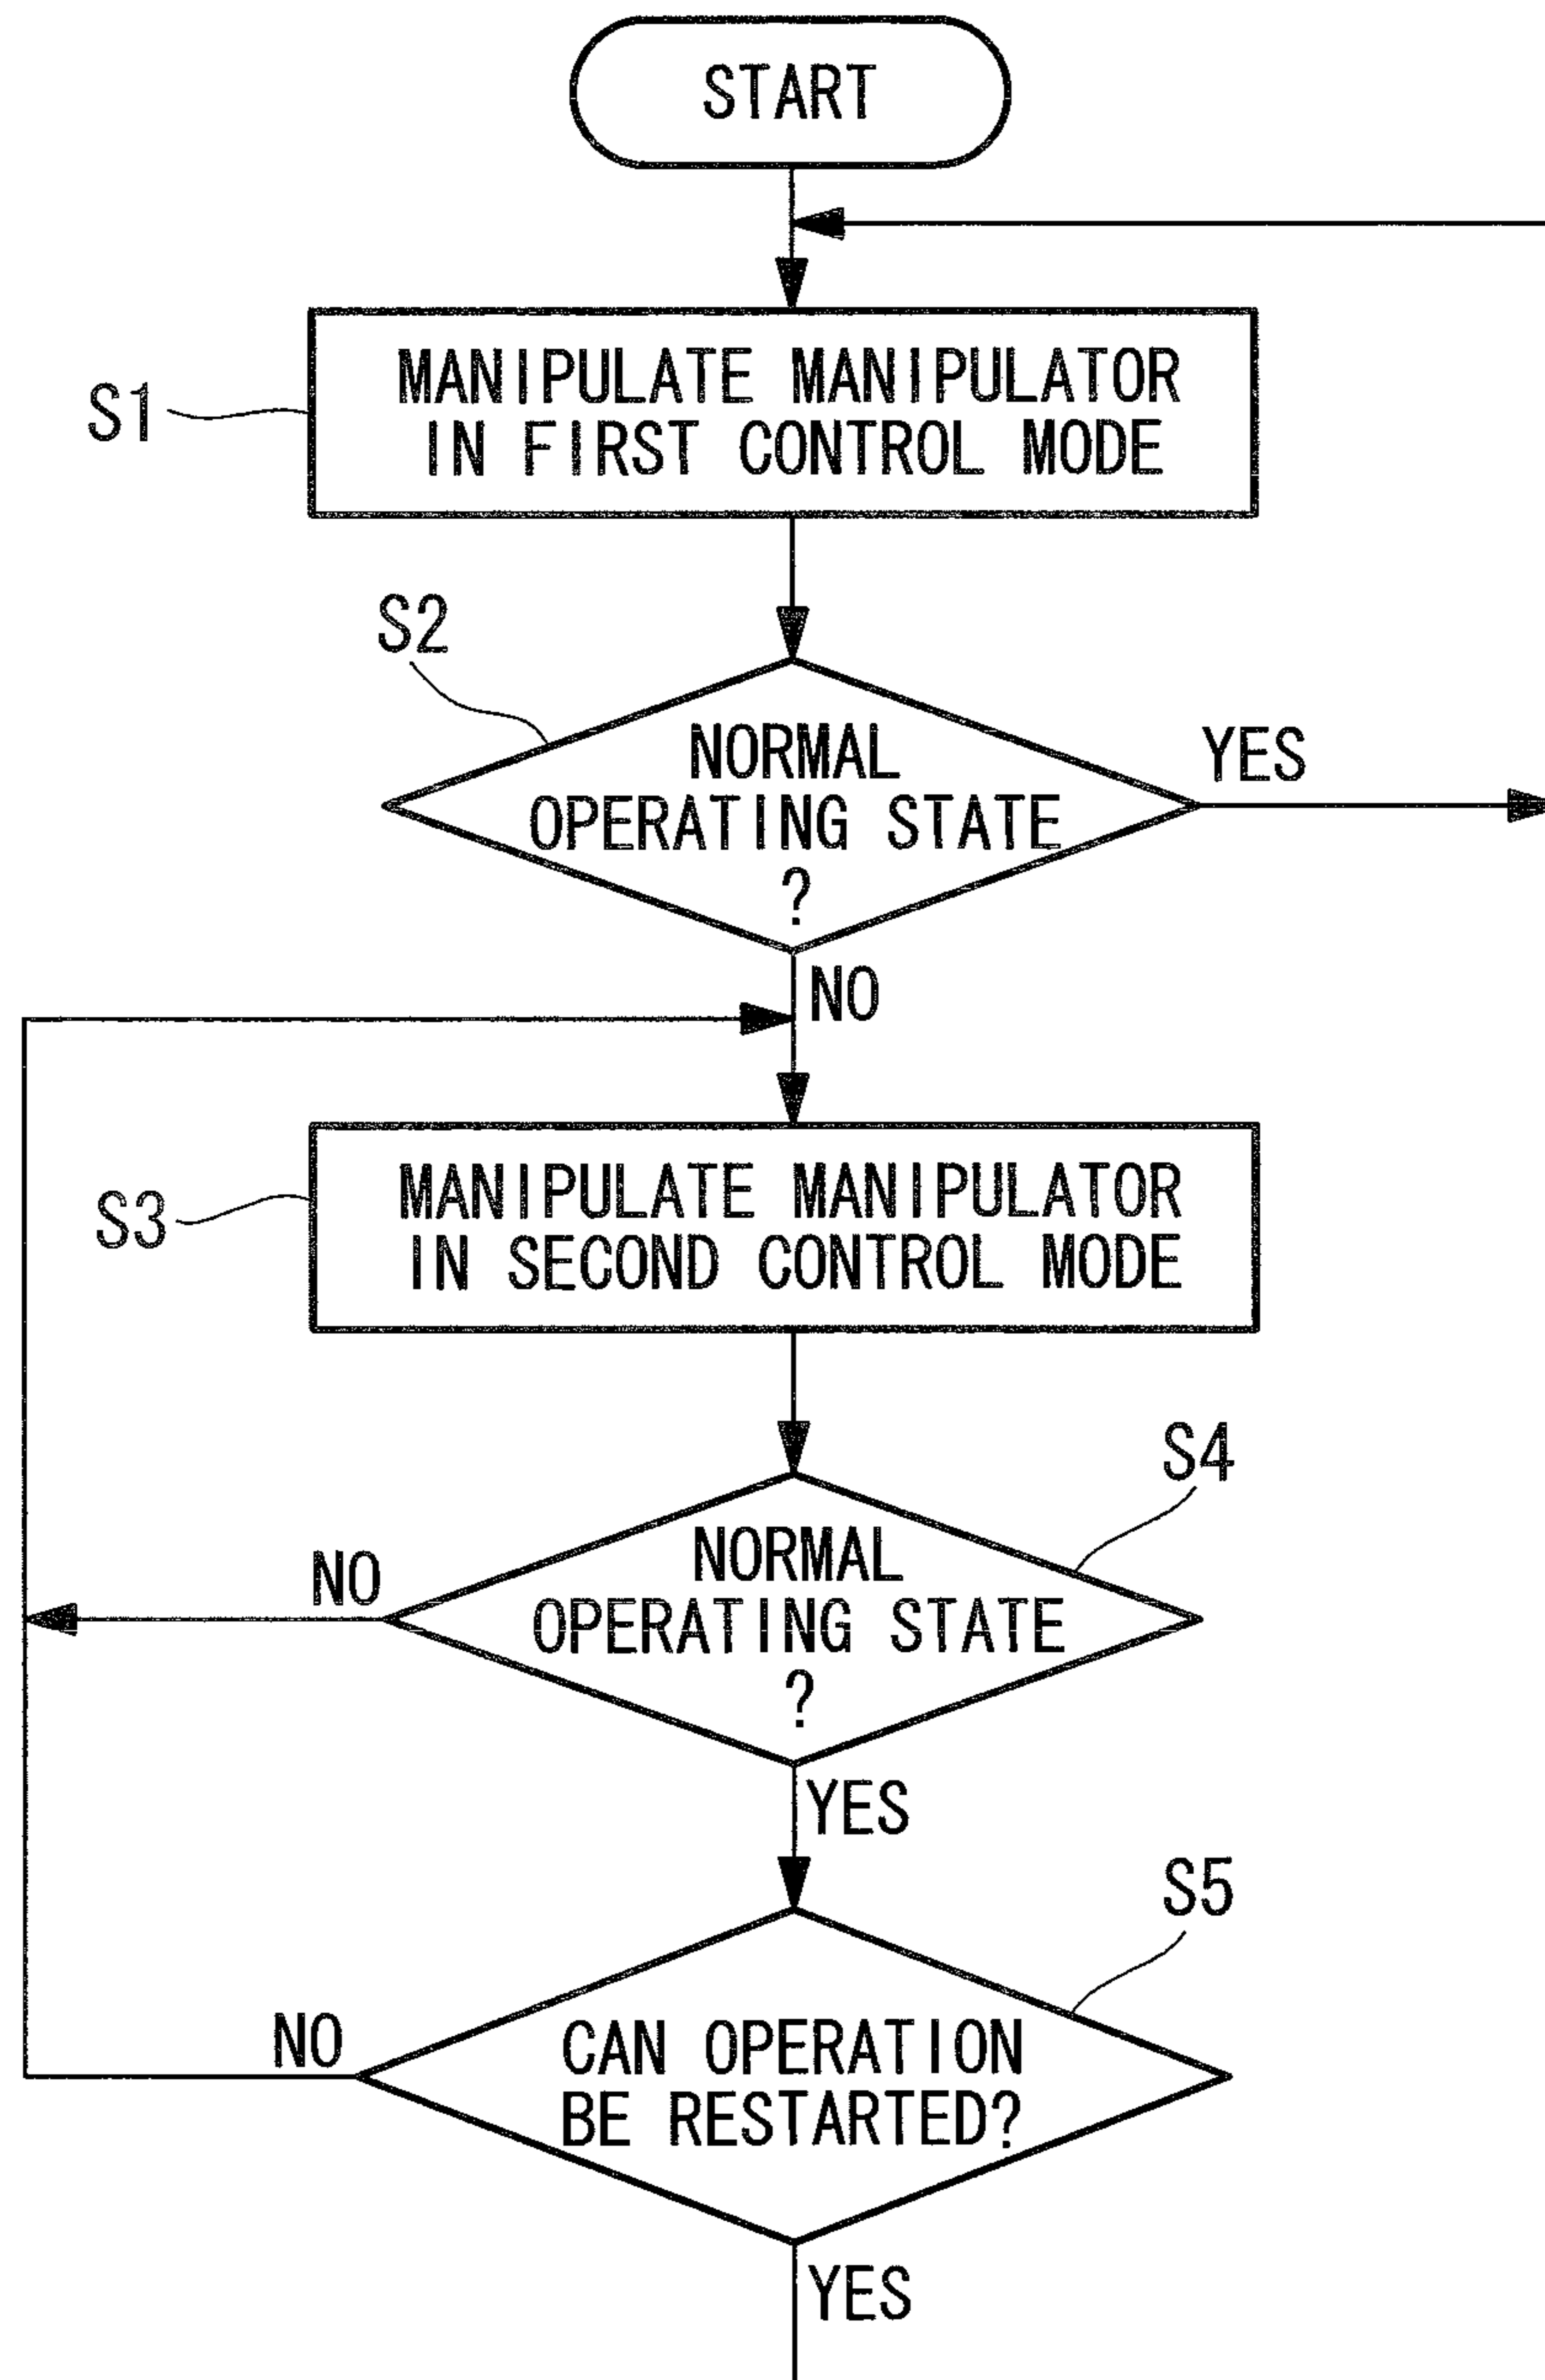 START
S1
MANIPULATE MANIPULATOR
IN FIRST CONTROL MODE
S2
NORMAL
OPERATING STATE
?
YES
NO
S3
MANIPULATE MANIPULATOR
IN SECOND CONTROL MODE
S4
NORMAL
OPERATING STATE
?
NO
YES
S5
CAN OPERATION
BE RESTARTED?
NO
YES